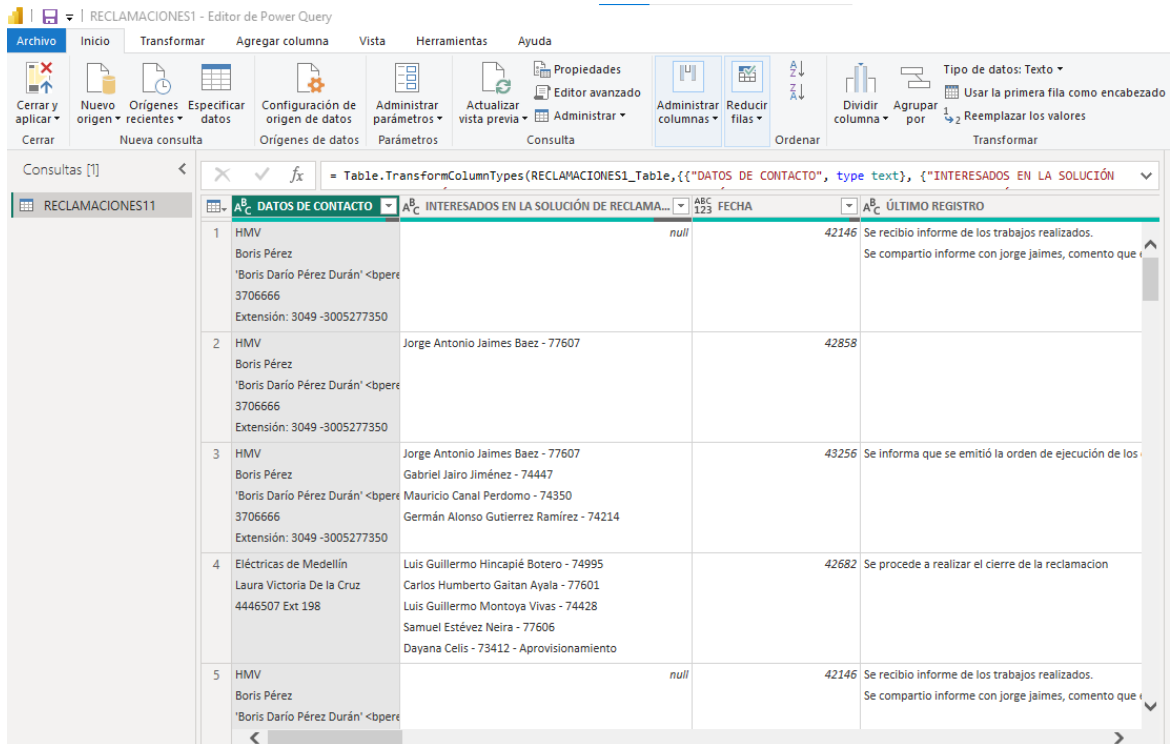 RECLAMACIONES1 - Editor de Power Query
Archivo Inicio Transformar Agregar columna Vista Herramientas Ayuda
Cerrar y aplicar
Nuevo origen
Orígenes recientes
Especificar datos
Configuración de origen de datos
Administrar parámetros
Actualizar vista previa
Propiedades
Editor avanzado
Administrar
Administrar columnas
Reducir filas
Dividir columna
Agrupar por
Tipo de datos: Texto
Usar la primera fila como encabezado
Reemplazar los valores
Cerrar Nueva consulta Orígenes de datos Parámetros Consulta Ordenar Transformar
Consultas [1]
fx = Table.TransformColumnTypes(RECLAMACIONES1_Table,{{"DATOS DE CONTACTO", type text}, {"INTERESADOS EN LA SOLUCIÓN
RECLAMACIONES11
DATOS DE CONTACTO INTERESADOS EN LA SOLUCIÓN DE RECLAMA... FECHA ÚLTIMO REGISTRO
1 HMV null 42146 Se recibio informe de los trabajos realizados.
Boris Pérez Se compartio informe con jorge jaimes, comento que
'Boris Darío Pérez Durán' <bpere
3706666
Extensión: 3049 -3005277350
2 HMV Jorge Antonio Jaimes Baez - 77607 42858
Boris Pérez
'Boris Darío Pérez Durán' <bpere
3706666
Extensión: 3049 -3005277350
3 HMV Jorge Antonio Jaimes Baez - 77607 43256 Se informa que se emitió la orden de ejecución de los
Boris Pérez Gabriel Jairo Jiménez - 74447
'Boris Darío Pérez Durán' <bpere Mauricio Canal Perdomo - 74350
3706666 Germán Alonso Gutierrez Ramírez - 74214
Extensión: 3049 -3005277350
4 Eléctricas de Medellín Luis Guillermo Hincapié Botero - 74995 42682 Se procede a realizar el cierre de la reclamacion
Laura Victoria De la Cruz Carlos Humberto Gaitan Ayala - 77601
4446507 Ext 198 Luis Guillermo Montoya Vivas - 74428
Samuel Estévez Neira - 77606
Dayana Celis - 73412 - Aprovisionamiento
5 HMV null 42146 Se recibio informe de los trabajos realizados.
Boris Pérez Se compartio informe con jorge jaimes, comento que
'Boris Darío Pérez Durán' <bpere